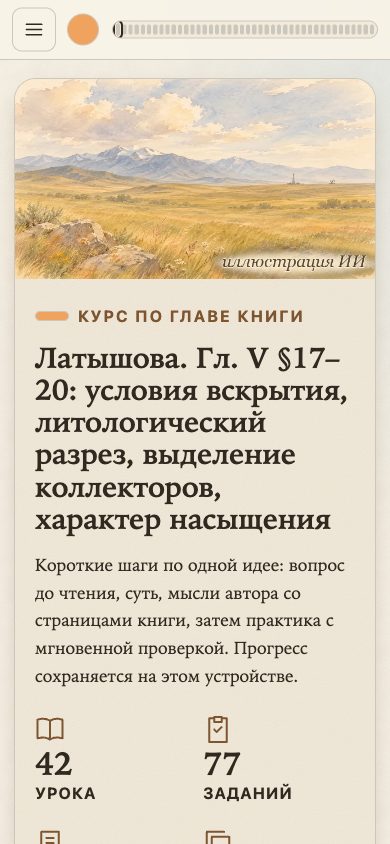 иллюстрация ИИ
КУРС ПО ГЛАВЕ КНИГИ
Латышова. Гл. V §17–
20: условия вскрытия,
литологический
разрез, выделение
коллекторов,
характер насыщения
Короткие шаги по одной идее: вопрос
до чтения, суть, мысли автора со
страницами книги, затем практика с
мгновенной проверкой. Прогресс
сохраняется на этом устройстве.
42
УРОКА
77
ЗАДАНИЙ